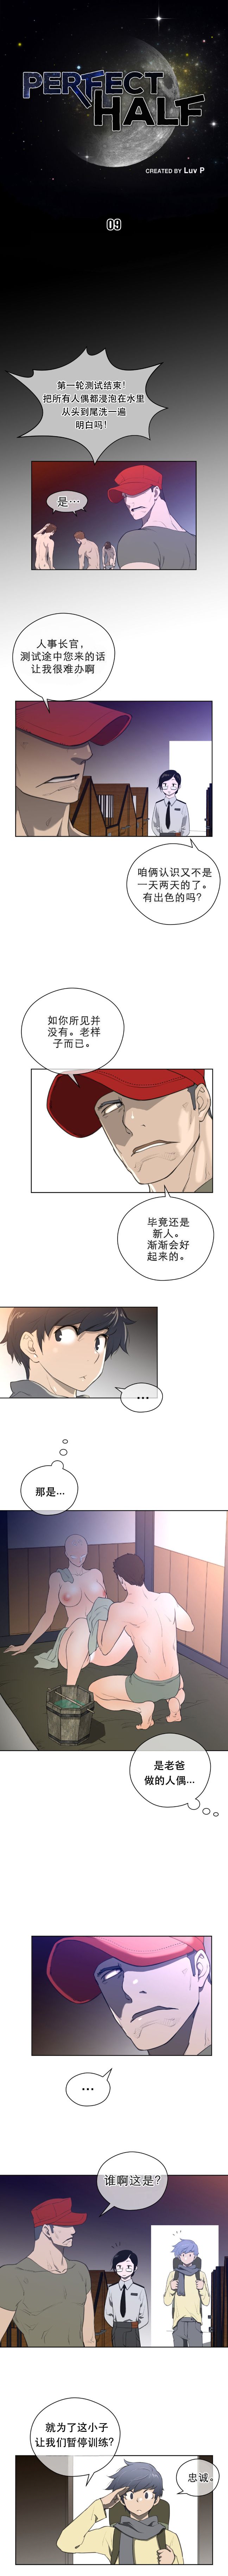 PERFECT
HALF
CREATED BY Luv P
09
第一轮测试结束!
把所有人偶都浸泡在水里
从头到尾洗一遍
明白吗!
是…
人事长官,
测试途中您来的话
让我很难办啊
咱俩认识又不是
一天两天的了。
有出色的吗?
如你所见并
没有。老样
子而已。
毕竟还是
新人。
渐渐会好
起来的。
…
那是…
是老爸
做的人偶…
…
谁啊这是?
就为了这小子
让我们暂停训练?
忠诚。